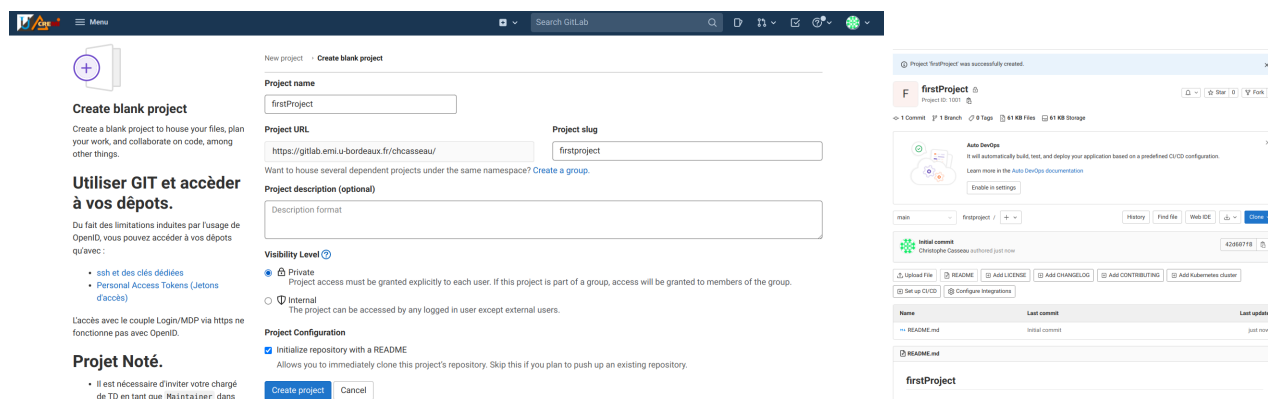 CRE
Menu
Search GitLab
Create blank project
Create a blank project to house your files, plan
your work, and collaborate on code, among
other things.
Utiliser GIT et accèder
à vos dépots.
Du fait des limitations induites par l'usage de
OpenID, vous pouvez accéder à vos dépots
qu'avec :
ssh et des clés dédiées
Personal Access Tokens (Jetons
d'accès)
L'accès avec le couple Login/MDP via https ne
fonctionne pas avec OpenID.
Projet Noté.
Il est nécessaire d'inviter votre chargé
de TD en tant que Maintainer dans
New project › Create blank project
Project name
firstProject
Project URL
https://gitlab.emi.u-bordeaux.fr/chcasseau/
Project slug
firstproject
Want to house several dependent projects under the same namespace? Create a group.
Project description (optional)
Description format
Visibility Level
Private
Project access must be granted explicitly to each user. If this project is part of a group, access will be granted to members of the group.
Internal
The project can be accessed by any logged in user except external users.
Project Configuration
Initialize repository with a README
Allows you to immediately clone this project's repository. Skip this if you plan to push up an existing repository.
Create project Cancel
Project 'firstProject' was successfully created.
F
firstProject
Project ID: 1001
Star 0 Fork
1 Commit 1 Branch 0 Tags 61 KB Files 61 KB Storage
Auto DevOps
It will automatically build, test, and deploy your application based on a predefined CI/CD configuration.
Learn more in the Auto DevOps documentation
Enable in settings
main firstproject / + History Find file Web IDE Clone
Initial commit
Christophe Casseau authored just now
42d607f8
Upload File README Add LICENSE Add CHANGELOG Add CONTRIBUTING Add Kubernetes cluster
Set up CI/CD Configure Integrations
Name Last commit Last update
README.md Initial commit just now
README.md
firstProject